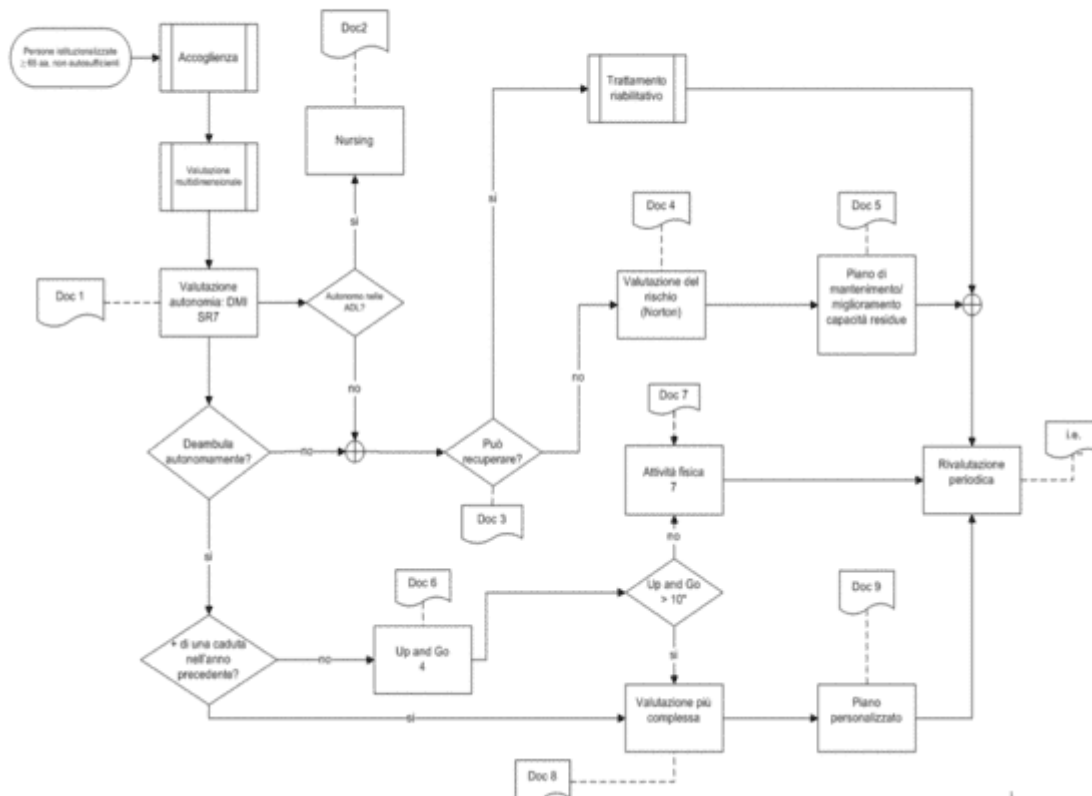 Doc2
Persone istituzionalizzate
≥ 65 aa, non autosufficienti
Accoglienza
Trattamento
riabilitativo
Nursing
Valutazione
multidimensionale
si
si
Doc 4
Doc 5
Doc 1
Valutazione
autonomia: DMI
SR7
Autonomo nelle
ADL?
Valutazione del
rischio
(Norton)
Piano di
mantenimento/
miglioramento
capacità residue
no
no
Doc 7
Deambula
autonomamente?
no
Può
recuperare?
Attività fisica
7
Rivalutazione
periodica
i.e.
Doc 3
si
no
Doc 6
Up and Go
> 10"
Doc 9
+ di una caduta
nell'anno
precedente?
no
Up and Go
4
si
si
Valutazione più
complessa
Piano
personalizzato
Doc 8